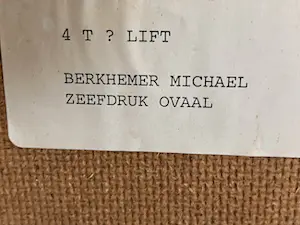 4 T ? LIFT
BERKHEMER MICHAEL
ZEEFDRUK OVAAL